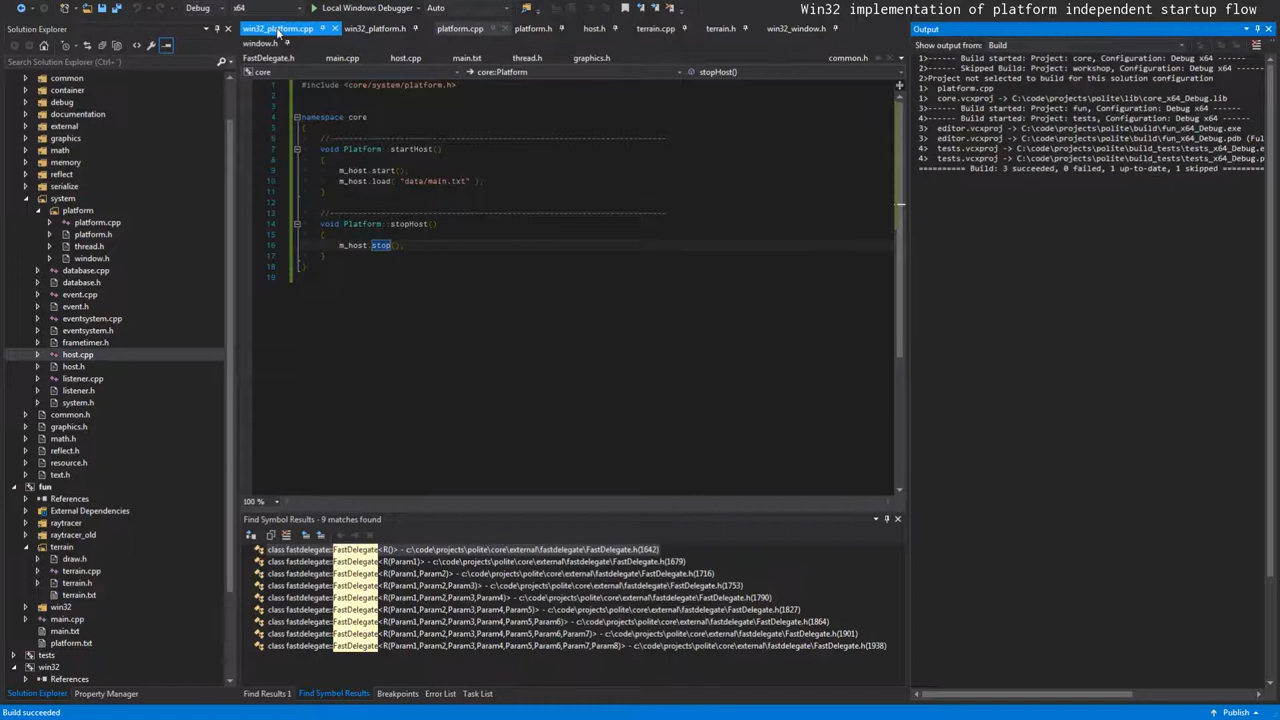 Win32 implementation of platform independent startup flow
Debug x64 Local Windows Debugger Auto
Solution Explorer
Search Solution Explorer (Ctrl+')
common
container
debug
documentation
external
graphics
math
memory
reflect
serialize
system
platform
platform.cpp
platform.h
thread.h
window.h
database.cpp
database.h
event.cpp
event.h
eventsystem.cpp
eventsystem.h
frametimer.h
host.cpp
host.h
listener.cpp
listener.h
system.h
common.h
graphics.h
math.h
reflect.h
resource.h
text.h
fun
References
External Dependencies
raytracer
raytracer_old
terrain
draw.h
terrain.cpp
terrain.h
terrain.txt
win32
main.cpp
main.txt
platform.txt
tests
win32
References
Solution Explorer Property Manager
win32_platform.cpp win32_platform.h platform.cpp platform.h host.h terrain.cpp terrain.h win32_window.h
window.h
FastDelegate.h main.cpp host.cpp main.txt thread.h graphics.h common.h
core core::Platform stopHost()
1 #include <core/system/platform.h>
2
3
4 namespace core
5 {
6 //--------------------------------------------------------------
7 void Platform::startHost()
8 {
9 m_host.start();
10 m_host.load( "data/main.txt" );
11 }
12
13 //--------------------------------------------------------------
14 void Platform::stopHost()
15 {
16 m_host.stop();
17 }
18 }
19
100 %
Find Symbol Results - 9 matches found
class fastdelegate::FastDelegate<R()> - c:\code\projects\polite\core\external\fastdelegate\FastDelegate.h(1642)
class fastdelegate::FastDelegate<R(Param1)> - c:\code\projects\polite\core\external\fastdelegate\FastDelegate.h(1679)
class fastdelegate::FastDelegate<R(Param1,Param2)> - c:\code\projects\polite\core\external\fastdelegate\FastDelegate.h(1716)
class fastdelegate::FastDelegate<R(Param1,Param2,Param3)> - c:\code\projects\polite\core\external\fastdelegate\FastDelegate.h(1753)
class fastdelegate::FastDelegate<R(Param1,Param2,Param3,Param4)> - c:\code\projects\polite\core\external\fastdelegate\FastDelegate.h(1790)
class fastdelegate::FastDelegate<R(Param1,Param2,Param3,Param4,Param5)> - c:\code\projects\polite\core\external\fastdelegate\FastDelegate.h(1827)
class fastdelegate::FastDelegate<R(Param1,Param2,Param3,Param4,Param5,Param6)> - c:\code\projects\polite\core\external\fastdelegate\FastDelegate.h(1864)
class fastdelegate::FastDelegate<R(Param1,Param2,Param3,Param4,Param5,Param6,Param7)> - c:\code\projects\polite\core\external\fastdelegate\FastDelegate.h(1901)
class fastdelegate::FastDelegate<R(Param1,Param2,Param3,Param4,Param5,Param6,Param7,Param8)> - c:\code\projects\polite\core\external\fastdelegate\FastDelegate.h(1938)
Find Results 1 Find Symbol Results Breakpoints Error List Task List
Output
Show output from: Build
1>------ Build started: Project: core, Configuration: Debug x64 ------
2>------ Skipped Build: Project: workshop, Configuration: Debug x64 ------
2>Project not selected to build for this solution configuration
1> platform.cpp
1> core.vcxproj -> C:\code\projects\polite\lib\core_x64_Debug.lib
3>------ Build started: Project: fun, Configuration: Debug x64 ------
4>------ Build started: Project: tests, Configuration: Debug x64 ------
3> editor.vcxproj -> C:\code\projects\polite\build\fun_x64_Debug.exe
3> editor.vcxproj -> C:\code\projects\polite\build\fun_x64_Debug.pdb (Ful
4> tests.vcxproj -> C:\code\projects\polite\build_tests\tests_x64_Debug.e
4> tests.vcxproj -> C:\code\projects\polite\build_tests\tests_x64_Debug.p
========== Build: 3 succeeded, 0 failed, 1 up-to-date, 1 skipped
Build succeeded Publish